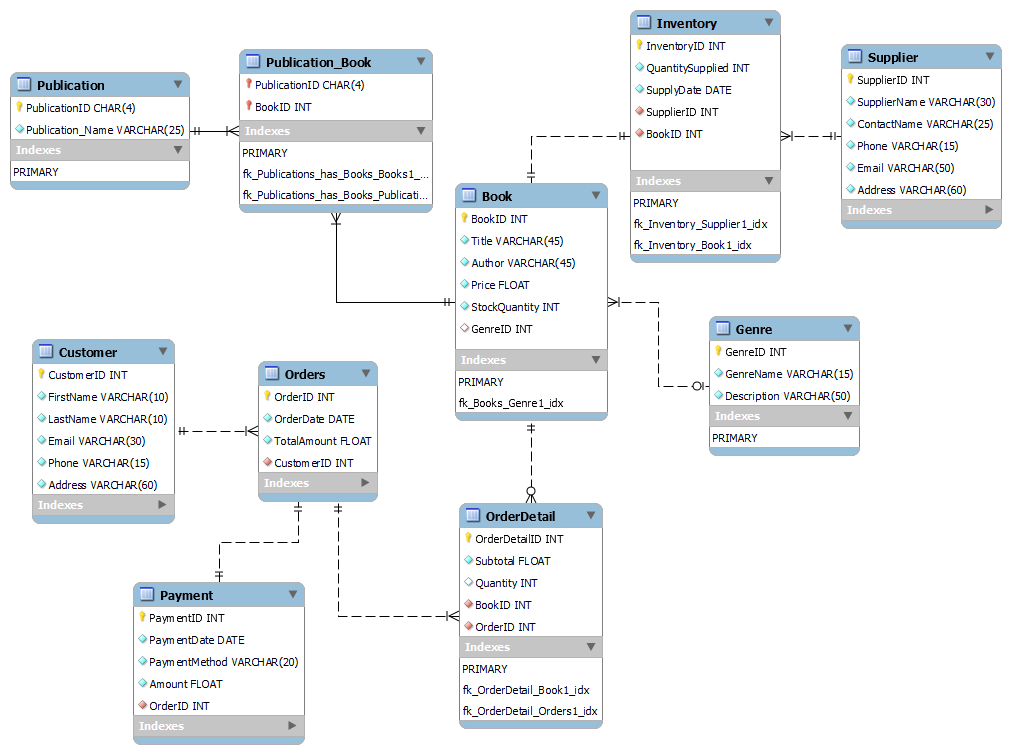 Publication
PublicationID CHAR(4)
Publication_Name VARCHAR(25)
Indexes
PRIMARY
Publication_Book
PublicationID CHAR(4)
BookID INT
Indexes
PRIMARY
fk_Publications_has_Books_Books1_...
fk_Publications_has_Books_Publicati...
Inventory
InventoryID INT
QuantitySupplied INT
SupplyDate DATE
SupplierID INT
BookID INT
Indexes
PRIMARY
fk_Inventory_Supplier1_idx
fk_Inventory_Book1_idx
Supplier
SupplierID INT
SupplierName VARCHAR(30)
ContactName VARCHAR(25)
Phone VARCHAR(15)
Email VARCHAR(50)
Address VARCHAR(60)
Indexes
Book
BookID INT
Title VARCHAR(45)
Author VARCHAR(45)
Price FLOAT
StockQuantity INT
GenreID INT
Indexes
PRIMARY
fk_Books_Genre1_idx
Genre
GenreID INT
GenreName VARCHAR(15)
Description VARCHAR(50)
Indexes
PRIMARY
Customer
CustomerID INT
FirstName VARCHAR(10)
LastName VARCHAR(10)
Email VARCHAR(30)
Phone VARCHAR(15)
Address VARCHAR(60)
Indexes
Orders
OrderID INT
OrderDate DATE
TotalAmount FLOAT
CustomerID INT
Indexes
OrderDetail
OrderDetailID INT
Subtotal FLOAT
Quantity INT
BookID INT
OrderID INT
Indexes
PRIMARY
fk_OrderDetail_Book1_idx
fk_OrderDetail_Orders1_idx
Payment
PaymentID INT
PaymentDate DATE
PaymentMethod VARCHAR(20)
Amount FLOAT
OrderID INT
Indexes